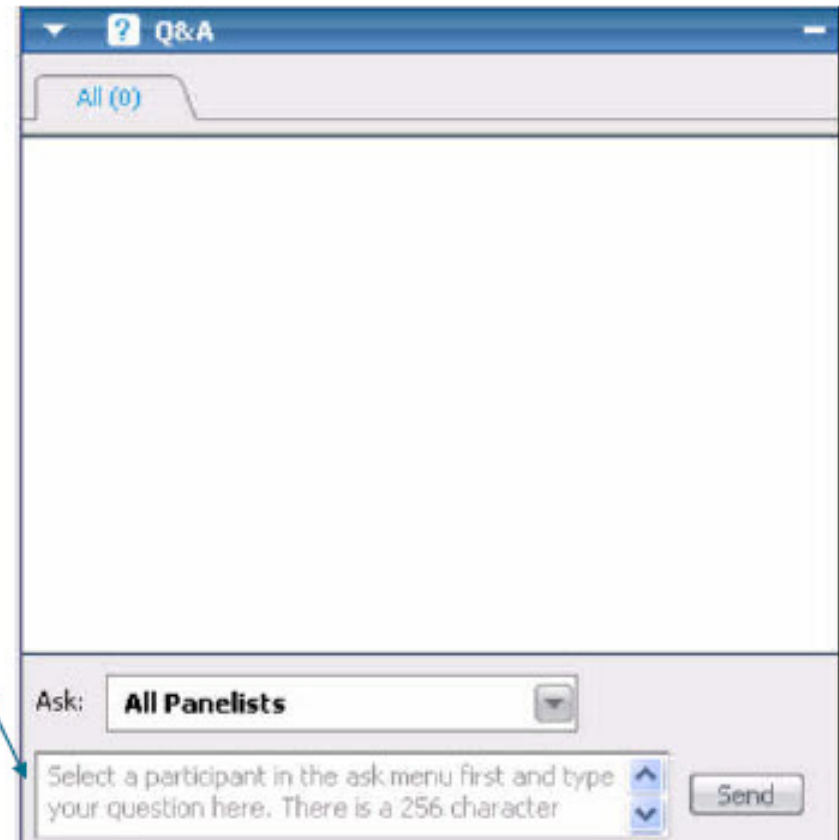 ? Q&A
All (0)
Ask: All Panelists
Select a participant in the ask menu first and type
your question here. There is a 256 character
Send